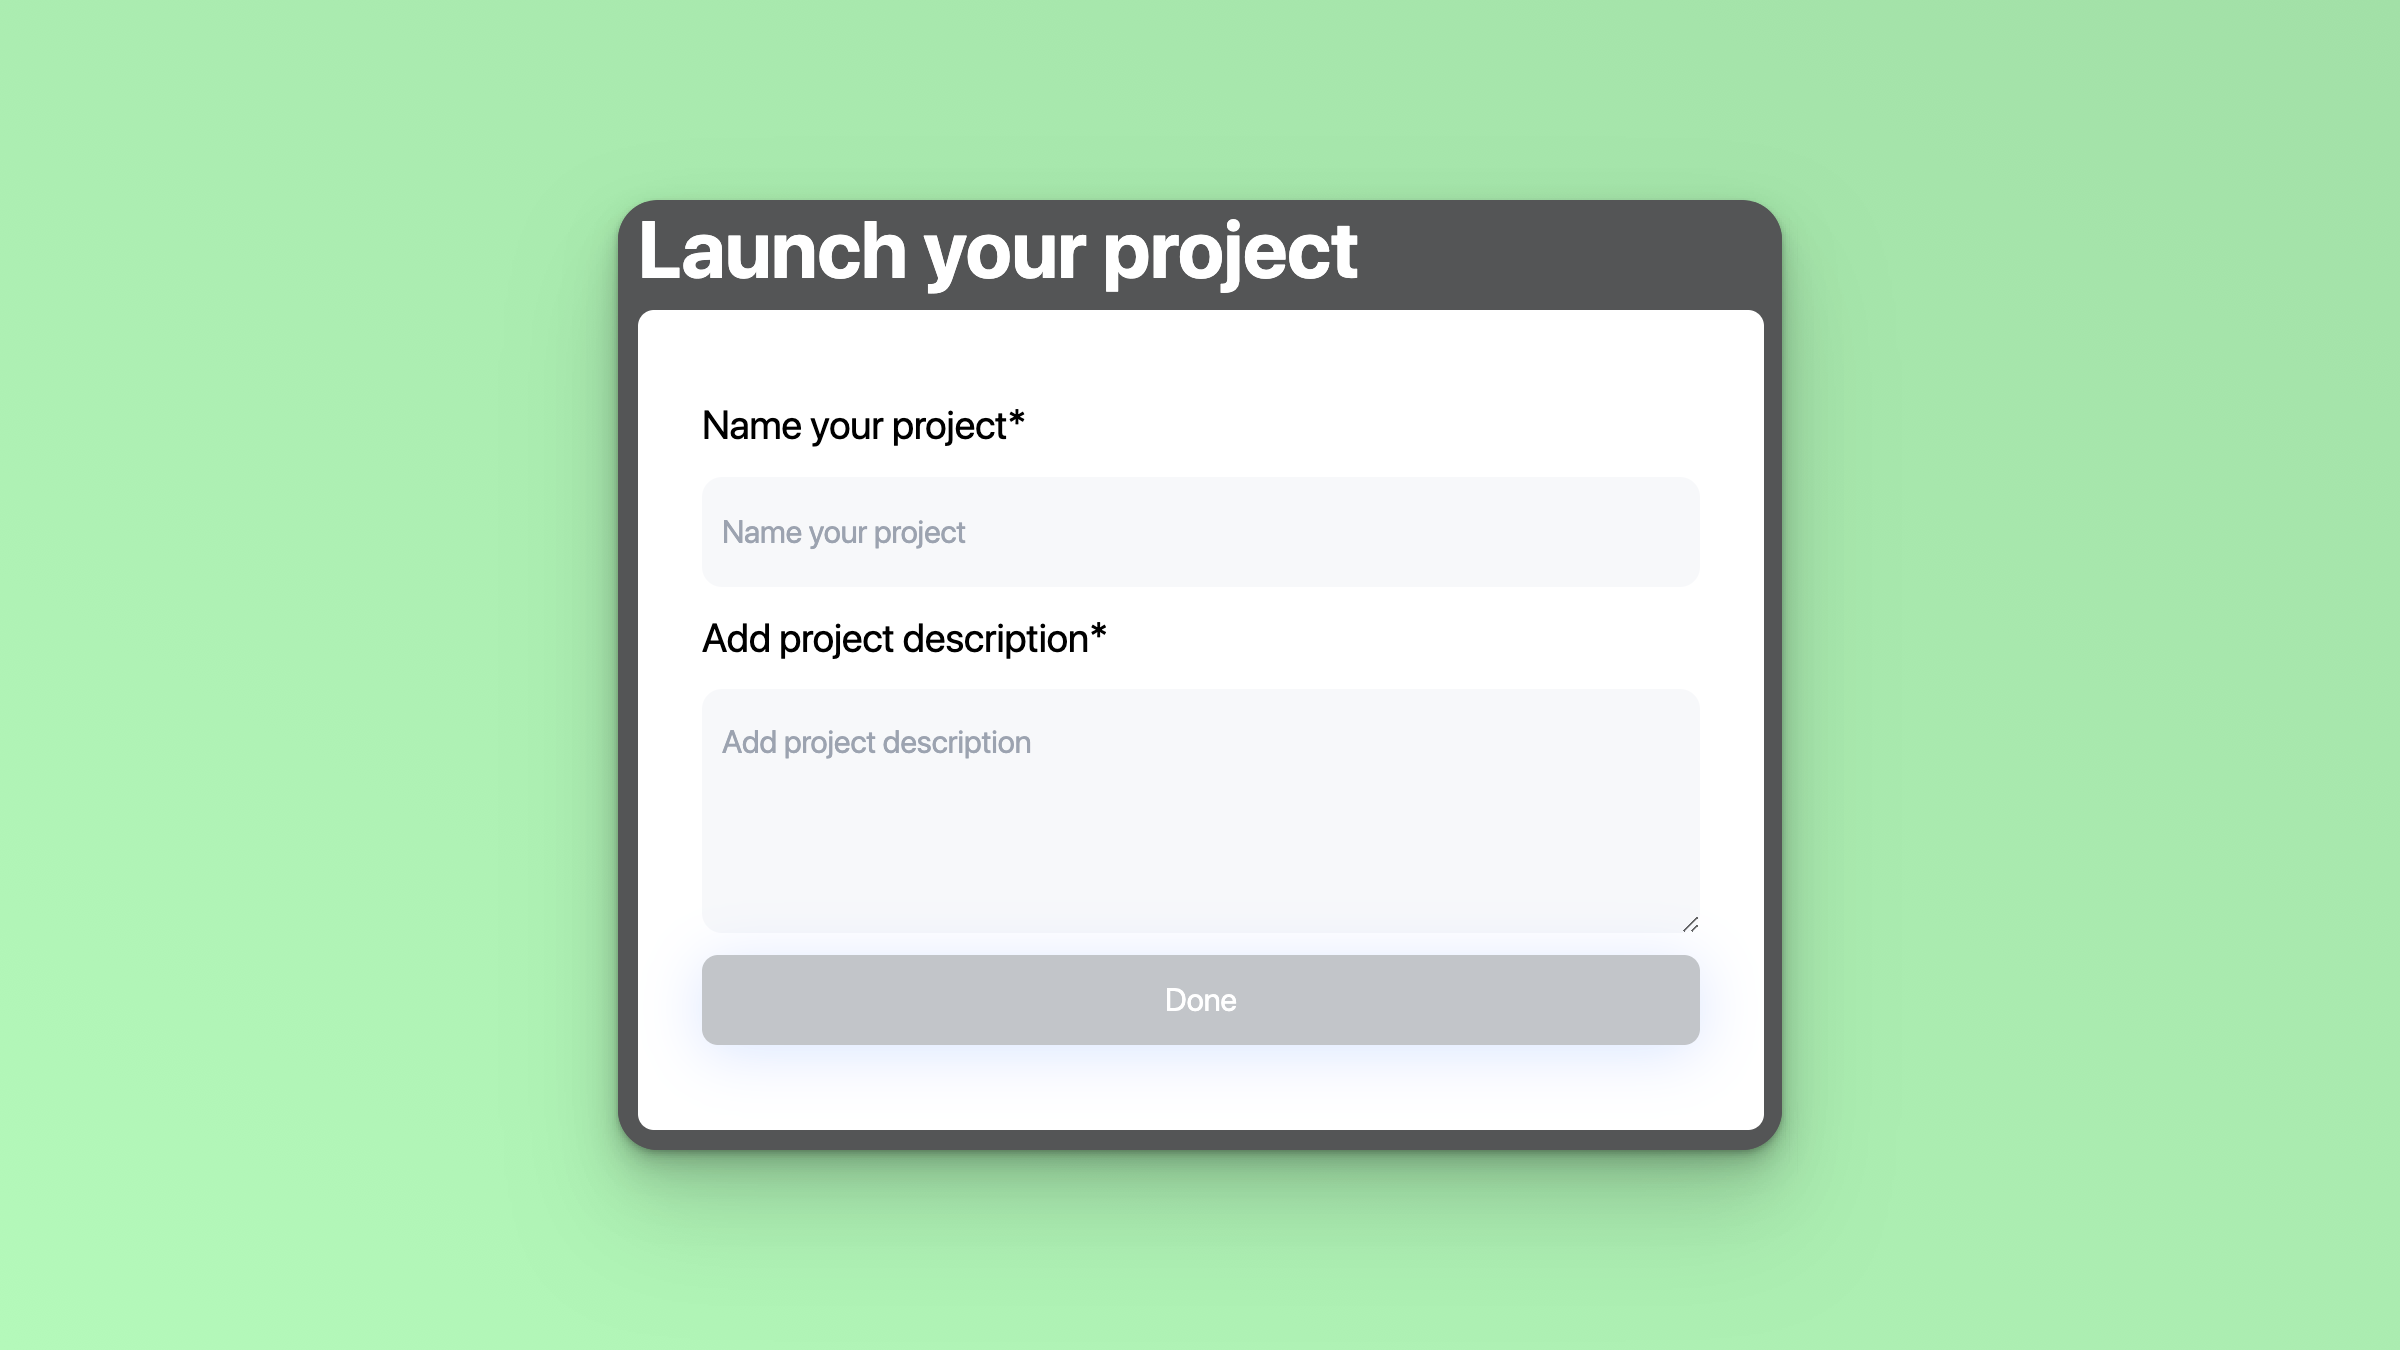 Launch your project
Name your project*
Name your project
Add project description*
Add project description
Done